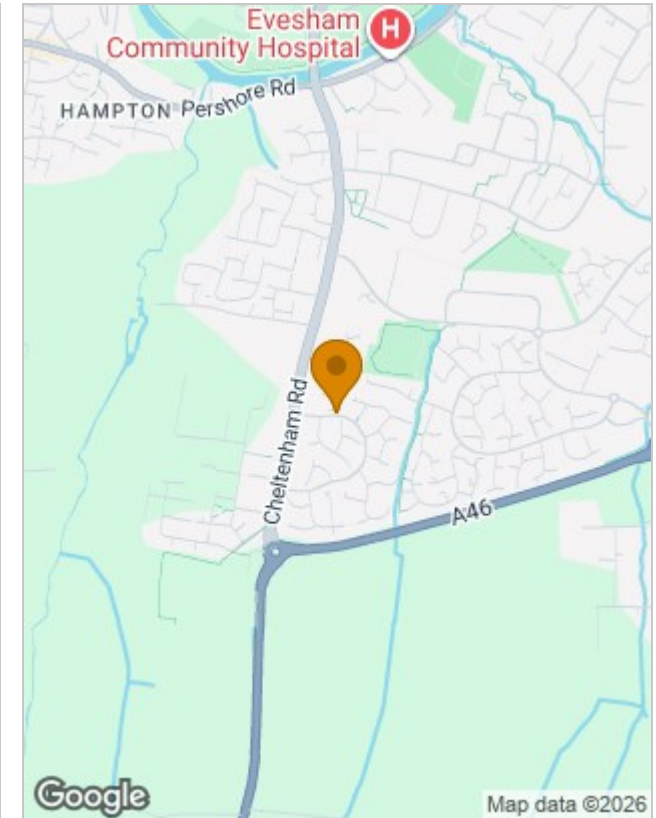 Evesham
Community Hospital
H
HAMPTON
Pershore Rd
Cheltenham Rd
A46
Google
Map data ©2026